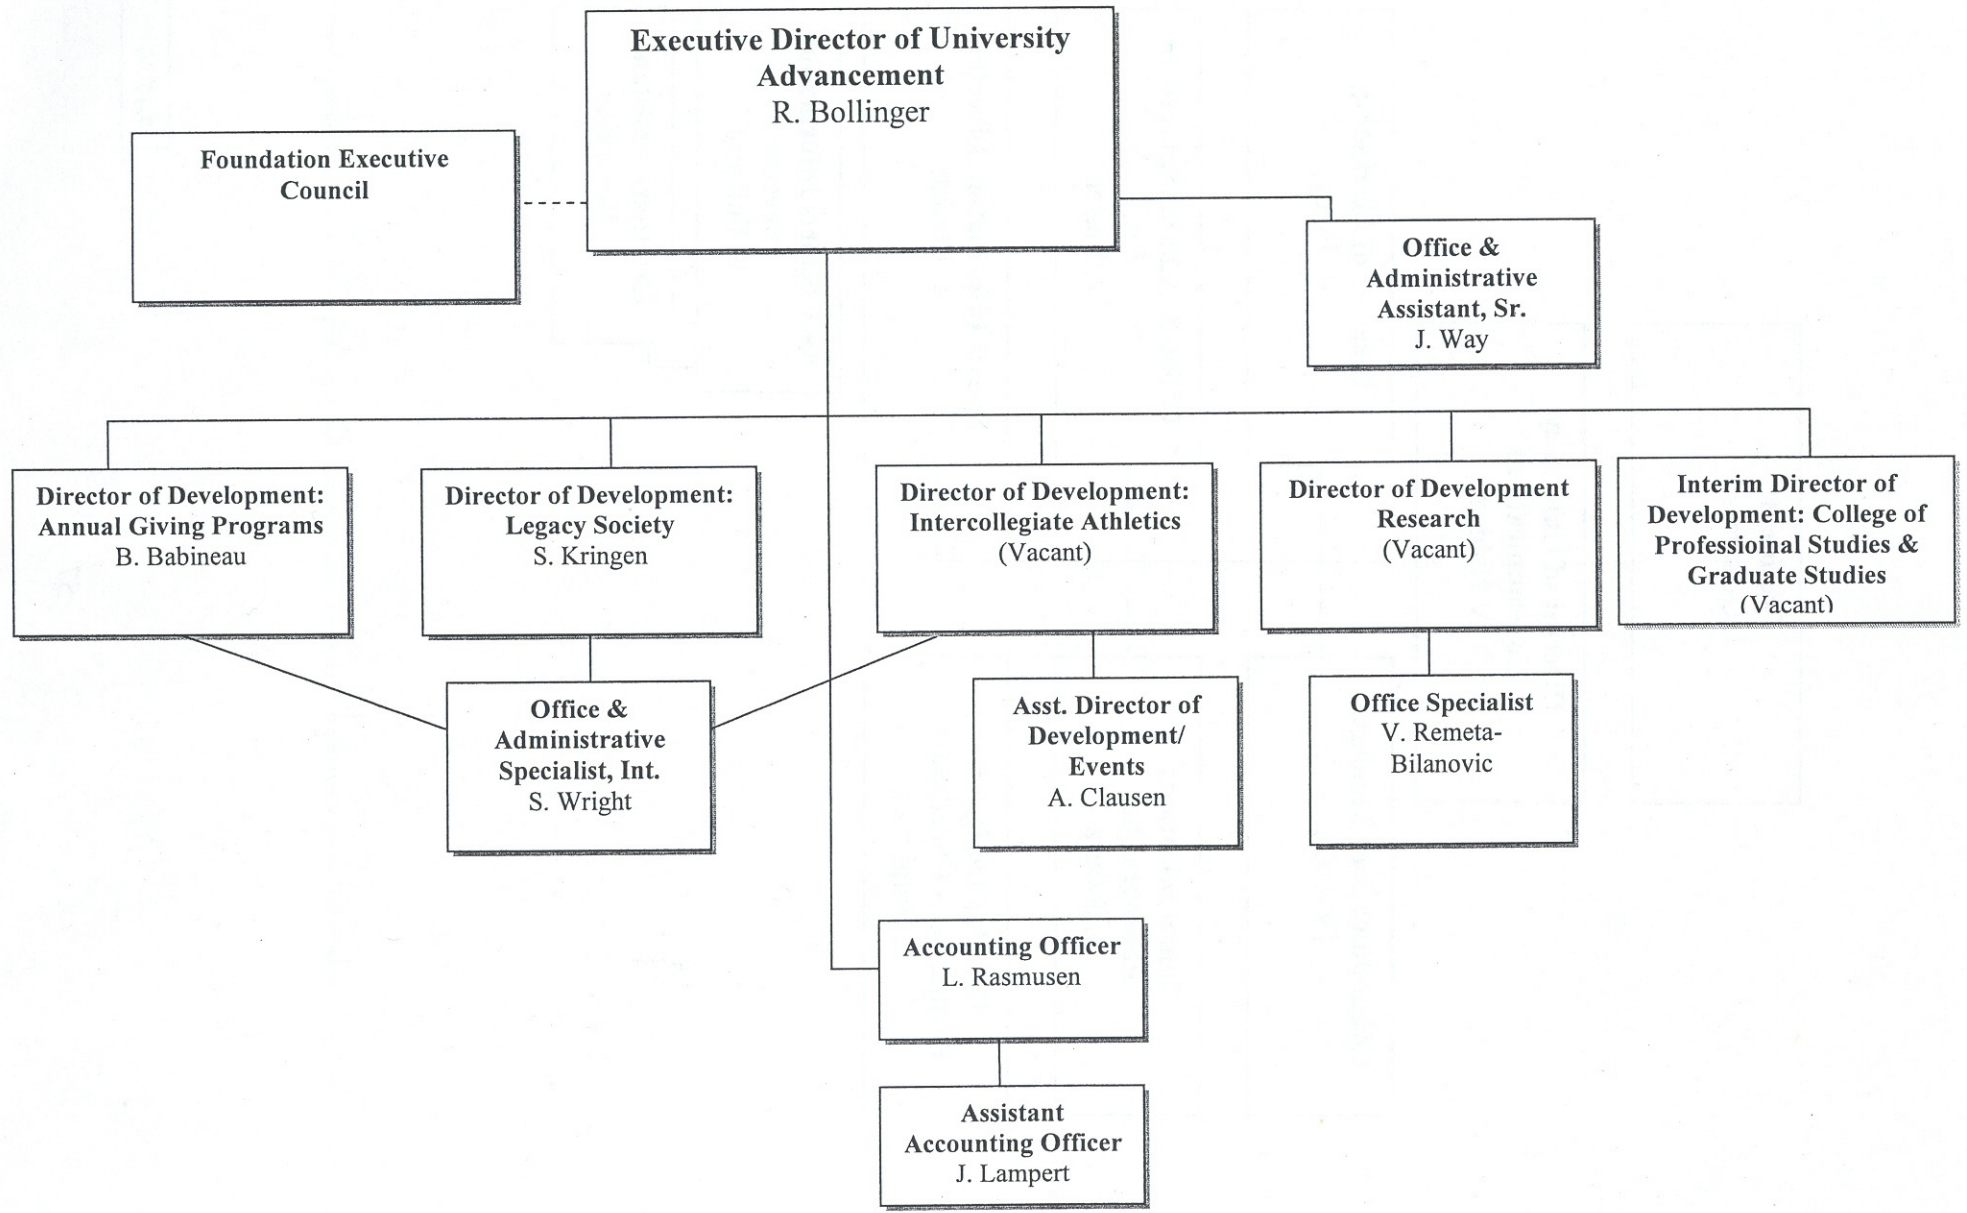 Executive Director of University
Advancement
R. Bollinger
Foundation Executive
Council
Office &
Administrative
Assistant, Sr.
J. Way
Director of Development:
Annual Giving Programs
B. Babineau
Director of Development:
Legacy Society
S. Kringen
Director of Development:
Intercollegiate Athletics
(Vacant)
Director of Development
Research
(Vacant)
Interim Director of
Development: College of
Professioinal Studies &
Graduate Studies
(Vacant)
Office &
Administrative
Specialist, Int.
S. Wright
Asst. Director of
Development/
Events
A. Clausen
Office Specialist
V. Remeta-
Bilanovic
Accounting Officer
L. Rasmusen
Assistant
Accounting Officer
J. Lampert